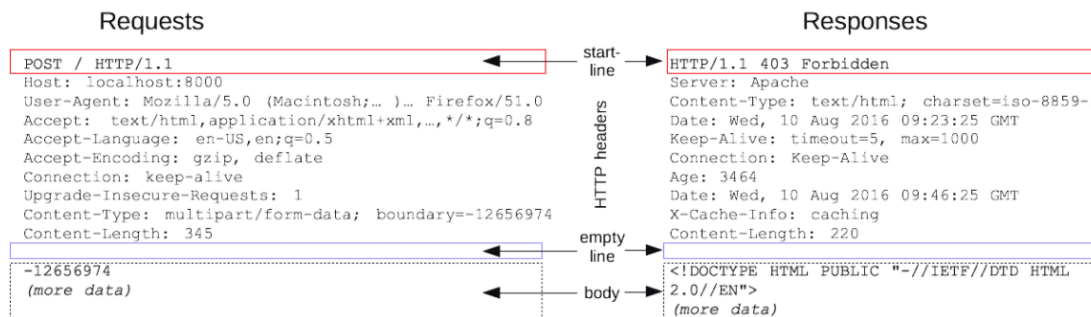 Requests
POST / HTTP/1.1
Host: localhost:8000
User-Agent: Mozilla/5.0 (Macintosh;… )… Firefox/51.0
Accept: text/html,application/xhtml+xml,…,*/*;q=0.8
Accept-Language: en-US,en;q=0.5
Accept-Encoding: gzip, deflate
Connection: keep-alive
Upgrade-Insecure-Requests: 1
Content-Type: multipart/form-data; boundary=-12656974
Content-Length: 345
-12656974
(more data)
start-
line
HTTP headers
empty
line
body
Responses
HTTP/1.1 403 Forbidden
Server: Apache
Content-Type: text/html; charset=iso-8859-
Date: Wed, 10 Aug 2016 09:23:25 GMT
Keep-Alive: timeout=5, max=1000
Connection: Keep-Alive
Age: 3464
Date: Wed, 10 Aug 2016 09:46:25 GMT
X-Cache-Info: caching
Content-Length: 220
<!DOCTYPE HTML PUBLIC "-//IETF//DTD HTML
2.0//EN">
(more data)